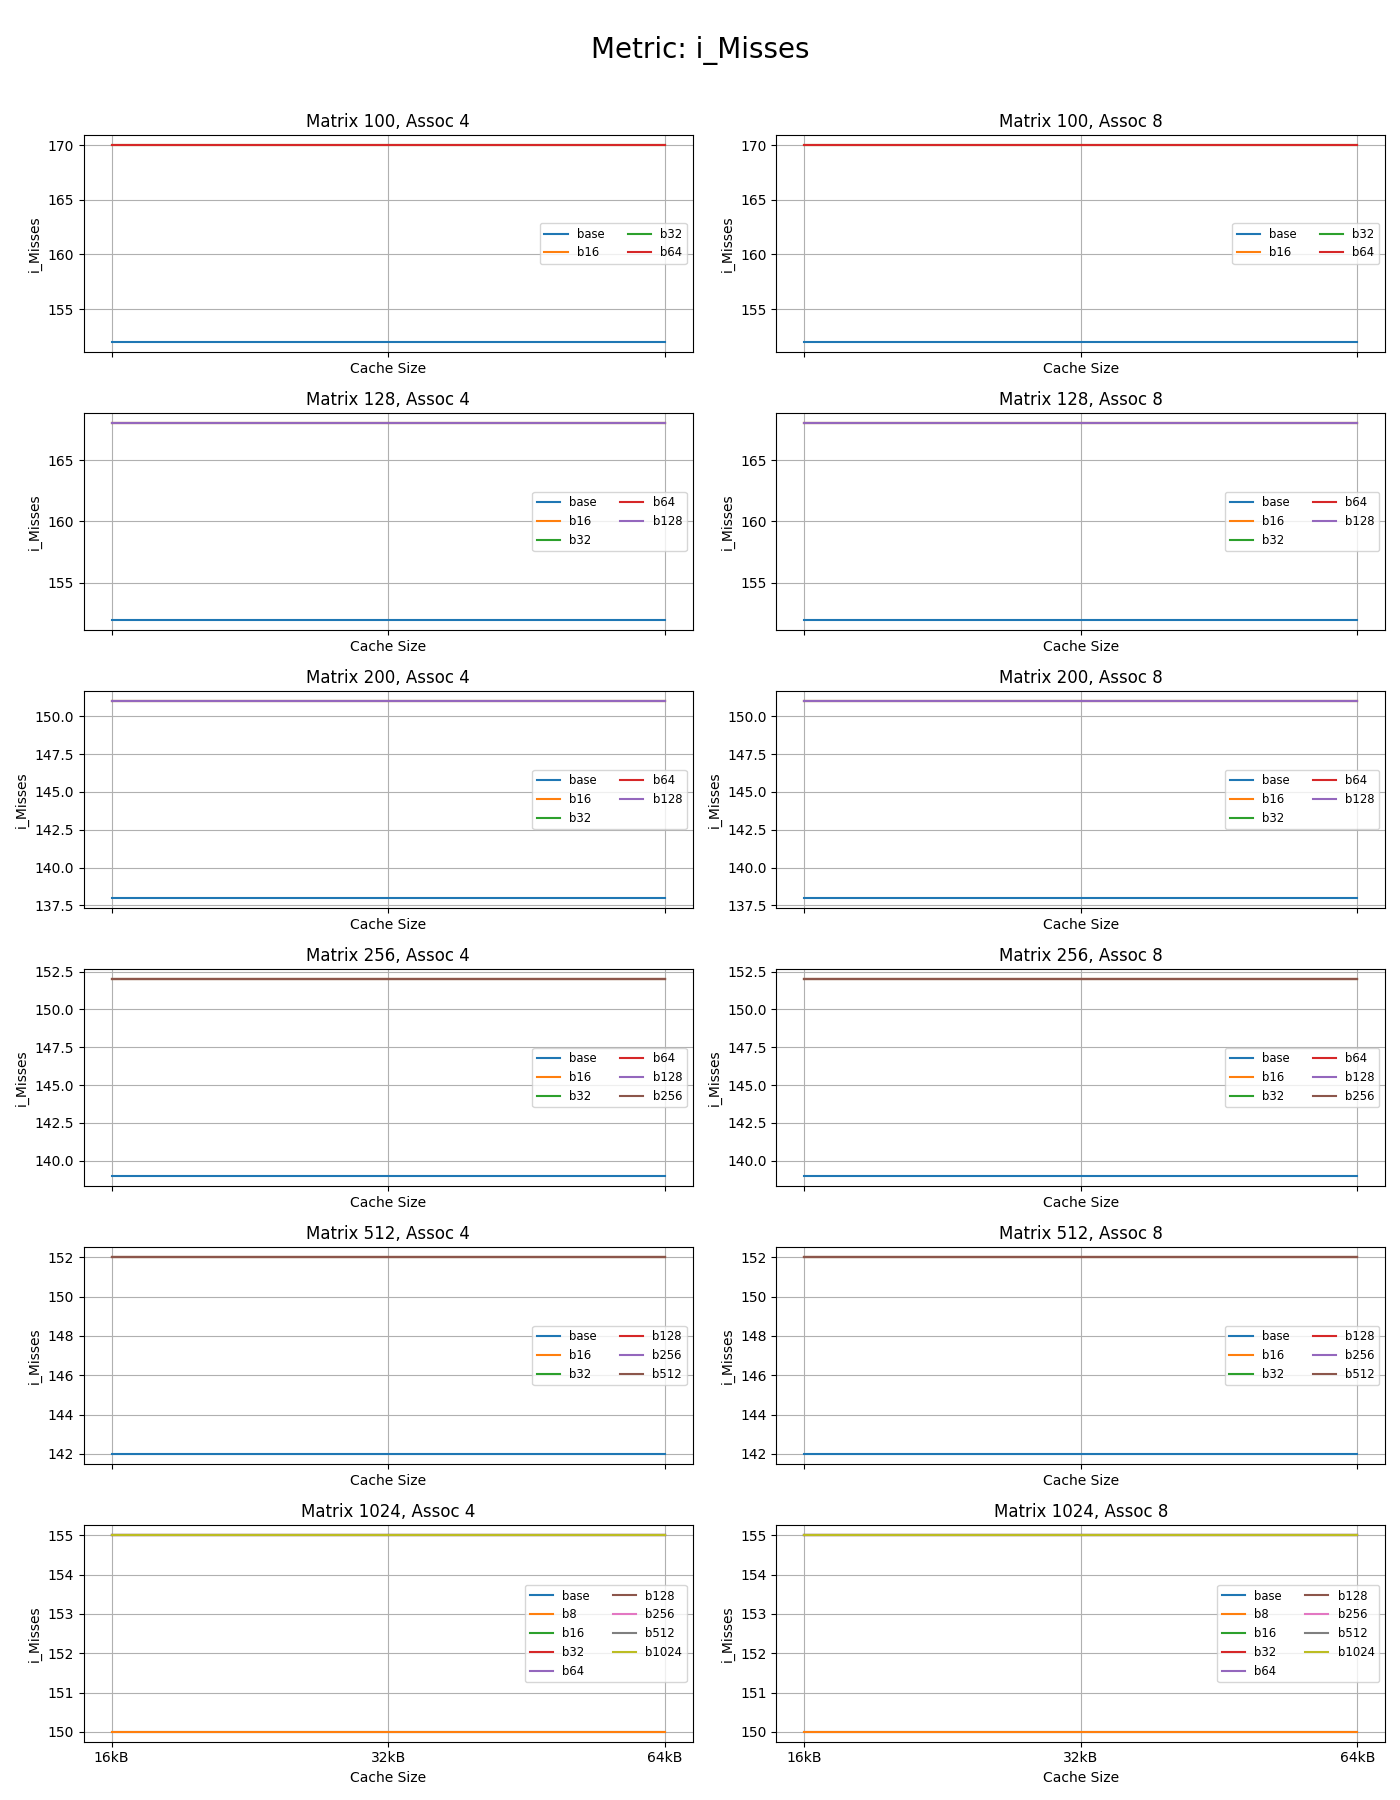 Metric: i_Misses
Matrix 100, Assoc 4
170
165
160
155
i_Misses
base
b16
b32
b64
Cache Size
Matrix 100, Assoc 8
170
165
160
155
i_Misses
base
b16
b32
b64
Cache Size
Matrix 128, Assoc 4
165
160
155
i_Misses
base
b16
b32
b64
b128
Cache Size
Matrix 128, Assoc 8
165
160
155
i_Misses
base
b16
b32
b64
b128
Cache Size
Matrix 200, Assoc 4
150.0
147.5
145.0
142.5
140.0
137.5
i_Misses
base
b16
b32
b64
b128
Cache Size
Matrix 200, Assoc 8
150.0
147.5
145.0
142.5
140.0
137.5
i_Misses
base
b16
b32
b64
b128
Cache Size
Matrix 256, Assoc 4
152.5
150.0
147.5
145.0
142.5
140.0
i_Misses
base
b16
b32
b64
b128
b256
Cache Size
Matrix 256, Assoc 8
152.5
150.0
147.5
145.0
142.5
140.0
i_Misses
base
b16
b32
b64
b128
b256
Cache Size
Matrix 512, Assoc 4
152
150
148
146
144
142
i_Misses
base
b16
b32
b128
b256
b512
Cache Size
Matrix 512, Assoc 8
152
150
148
146
144
142
i_Misses
base
b16
b32
b128
b256
b512
Cache Size
Matrix 1024, Assoc 4
155
154
153
152
151
150
i_Misses
base
b8
b16
b32
b64
b128
b256
b512
b1024
16kB 32kB 64kB
Cache Size
Matrix 1024, Assoc 8
155
154
153
152
151
150
i_Misses
base
b8
b16
b32
b64
b128
b256
b512
b1024
16kB 32kB 64kB
Cache Size